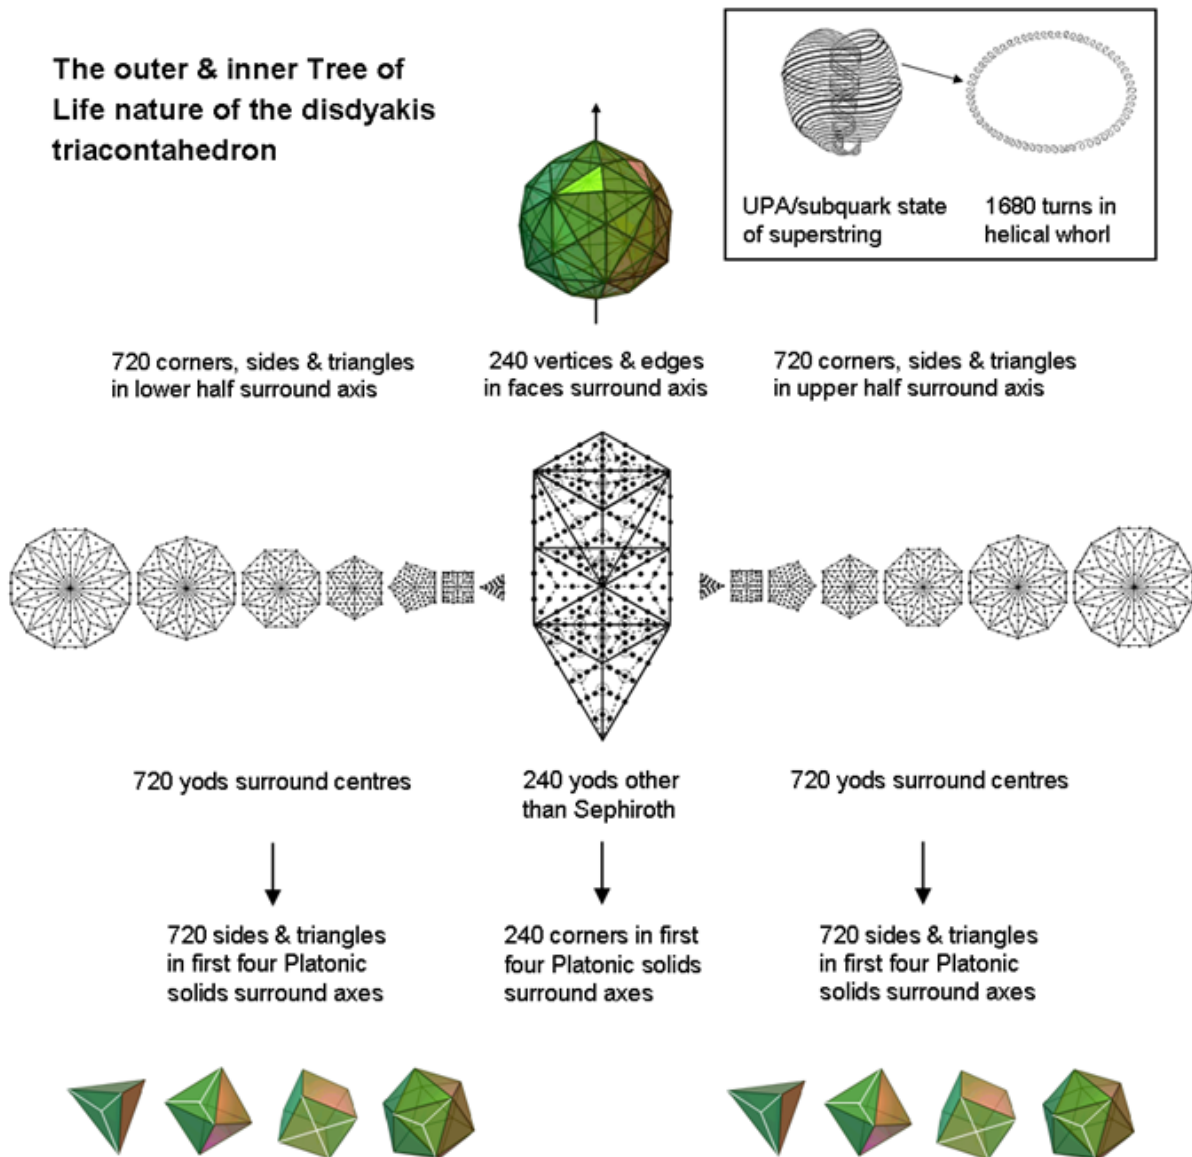 The outer & inner Tree of
Life nature of the disdyakis
triacontahedron
UPA/subquark state
of superstring
1680 turns in
helical whorl
720 corners, sides & triangles
in lower half surround axis
240 vertices & edges
in faces surround axis
720 corners, sides & triangles
in upper half surround axis
720 yods surround centres
240 yods other
than Sephiroth
720 yods surround centres
720 sides & triangles
in first four Platonic
solids surround axes
240 corners in first
four Platonic solids
surround axes
720 sides & triangles
in first four Platonic
solids surround axes